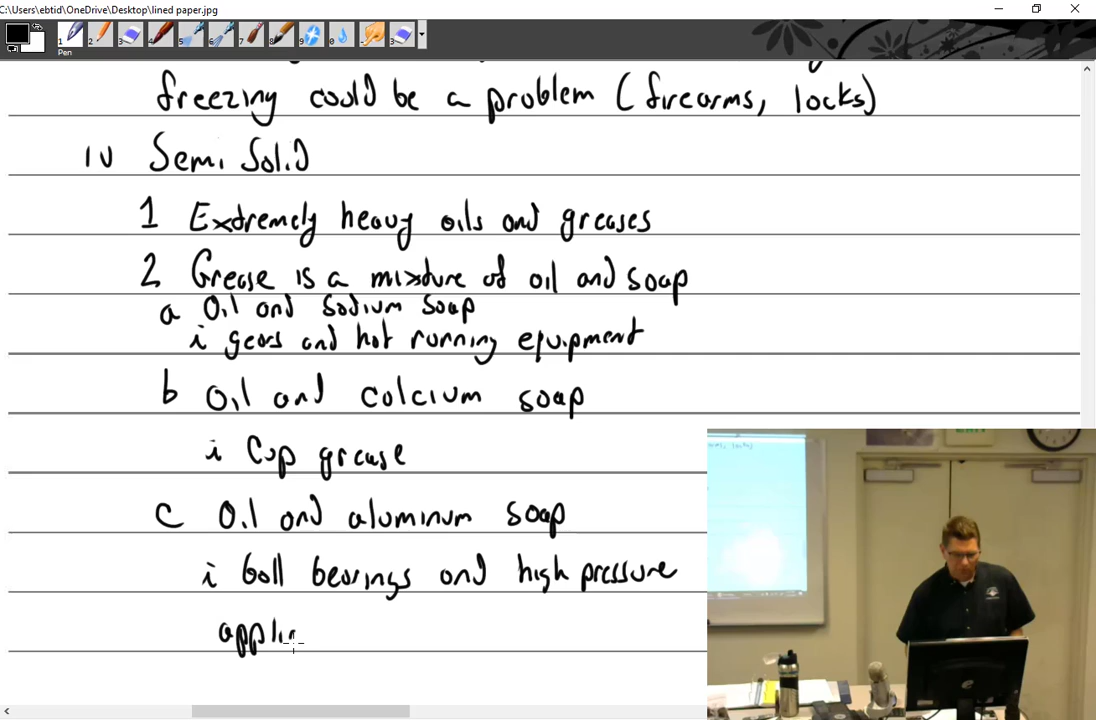 C:\Users\ebtid\OneDrive\Desktop\lined paper.jpg
Pen
freezing could be a problem (firearms, locks)
iv Semi Solid
1 Extremely heavy oils and greases
2 Grease is a mixture of oil and soap
a Oil and sodium soap
i gears and hot running equipment
b Oil and calcium soap
i Cup grease
c Oil and aluminum soap
i ball bearings and high pressure
applic
EXIT